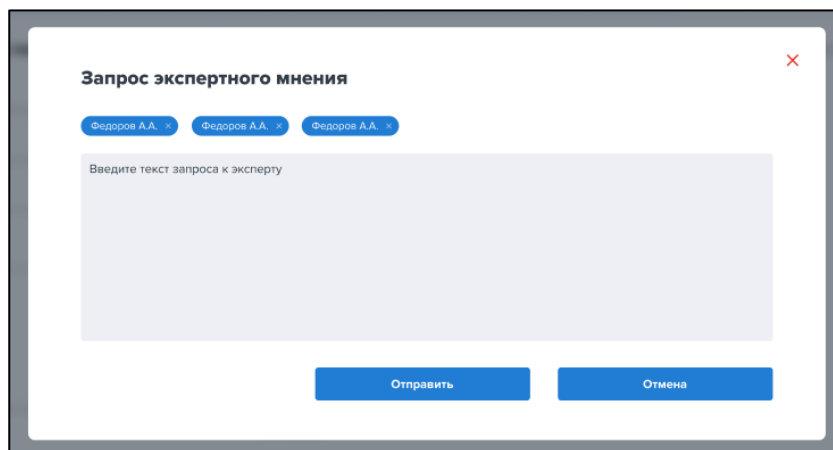 Запрос экспертного мнения
Федоров А.А. × Федоров А.А. × Федоров А.А. ×
Введите текст запроса к эксперту
Отправить Отмена